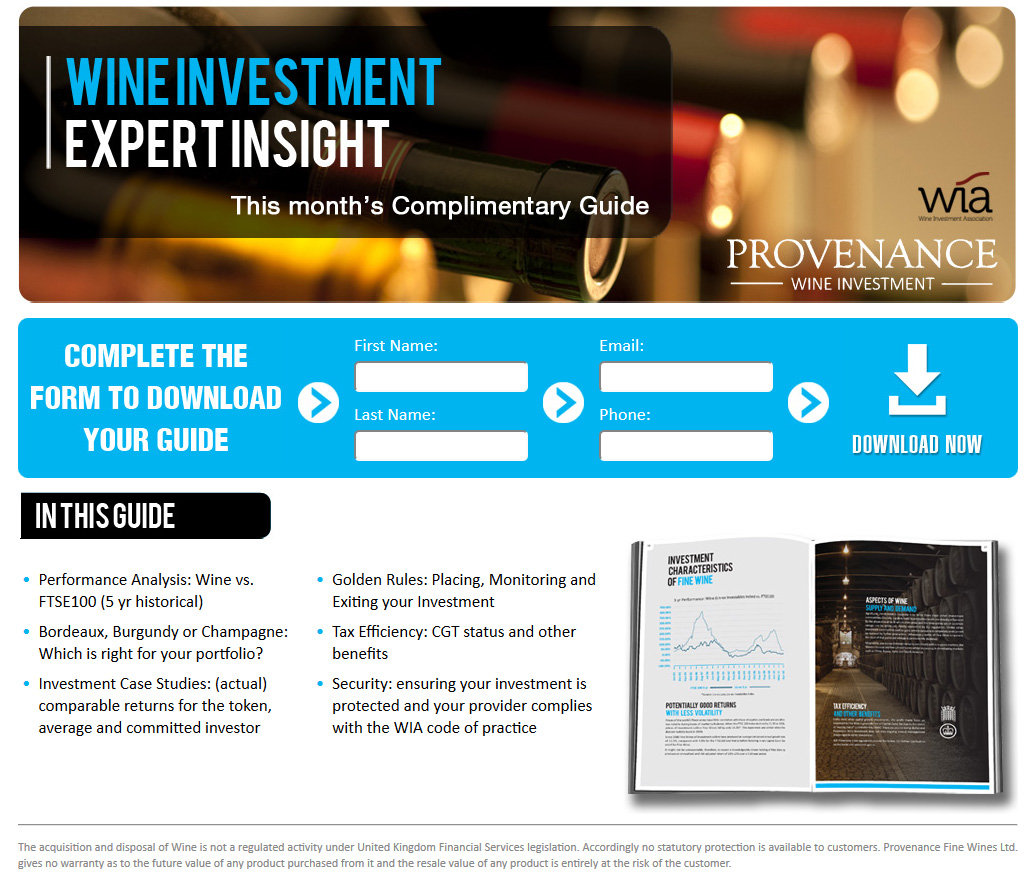 WINE INVESTMENT
EXPERT INSIGHT
This month's Complimentary Guide
wia
Wine Investment Association
PROVENANCE
WINE INVESTMENT
COMPLETE THE
FORM TO DOWNLOAD
YOUR GUIDE
First Name:
Last Name:
Email:
Phone:
DOWNLOAD NOW
IN THIS GUIDE
• Performance Analysis: Wine vs.
FTSE100 (5 yr historical)
• Bordeaux, Burgundy or Champagne:
Which is right for your portfolio?
• Investment Case Studies: (actual)
comparable returns for the token,
average and committed investor
• Golden Rules: Placing, Monitoring and
Exiting your Investment
• Tax Efficiency: CGT status and other
benefits
• Security: ensuring your investment is
protected and your provider complies
with the WIA code of practice
INVESTMENT
CHARACTERISTICS
OF FINE WINE
POTENTIALLY GOOD RETURNS
WITH LESS VOLATILITY
ASPECTS OF WINE
SUPPLY AND DEMAND
TAX EFFICIENCY
AND OTHER BENEFITS
The acquisition and disposal of Wine is not a regulated activity under United Kingdom Financial Services legislation. Accordingly no statutory protection is available to customers. Provenance Fine Wines Ltd.
gives no warranty as to the future value of any product purchased from it and the resale value of any product is entirely at the risk of the customer.